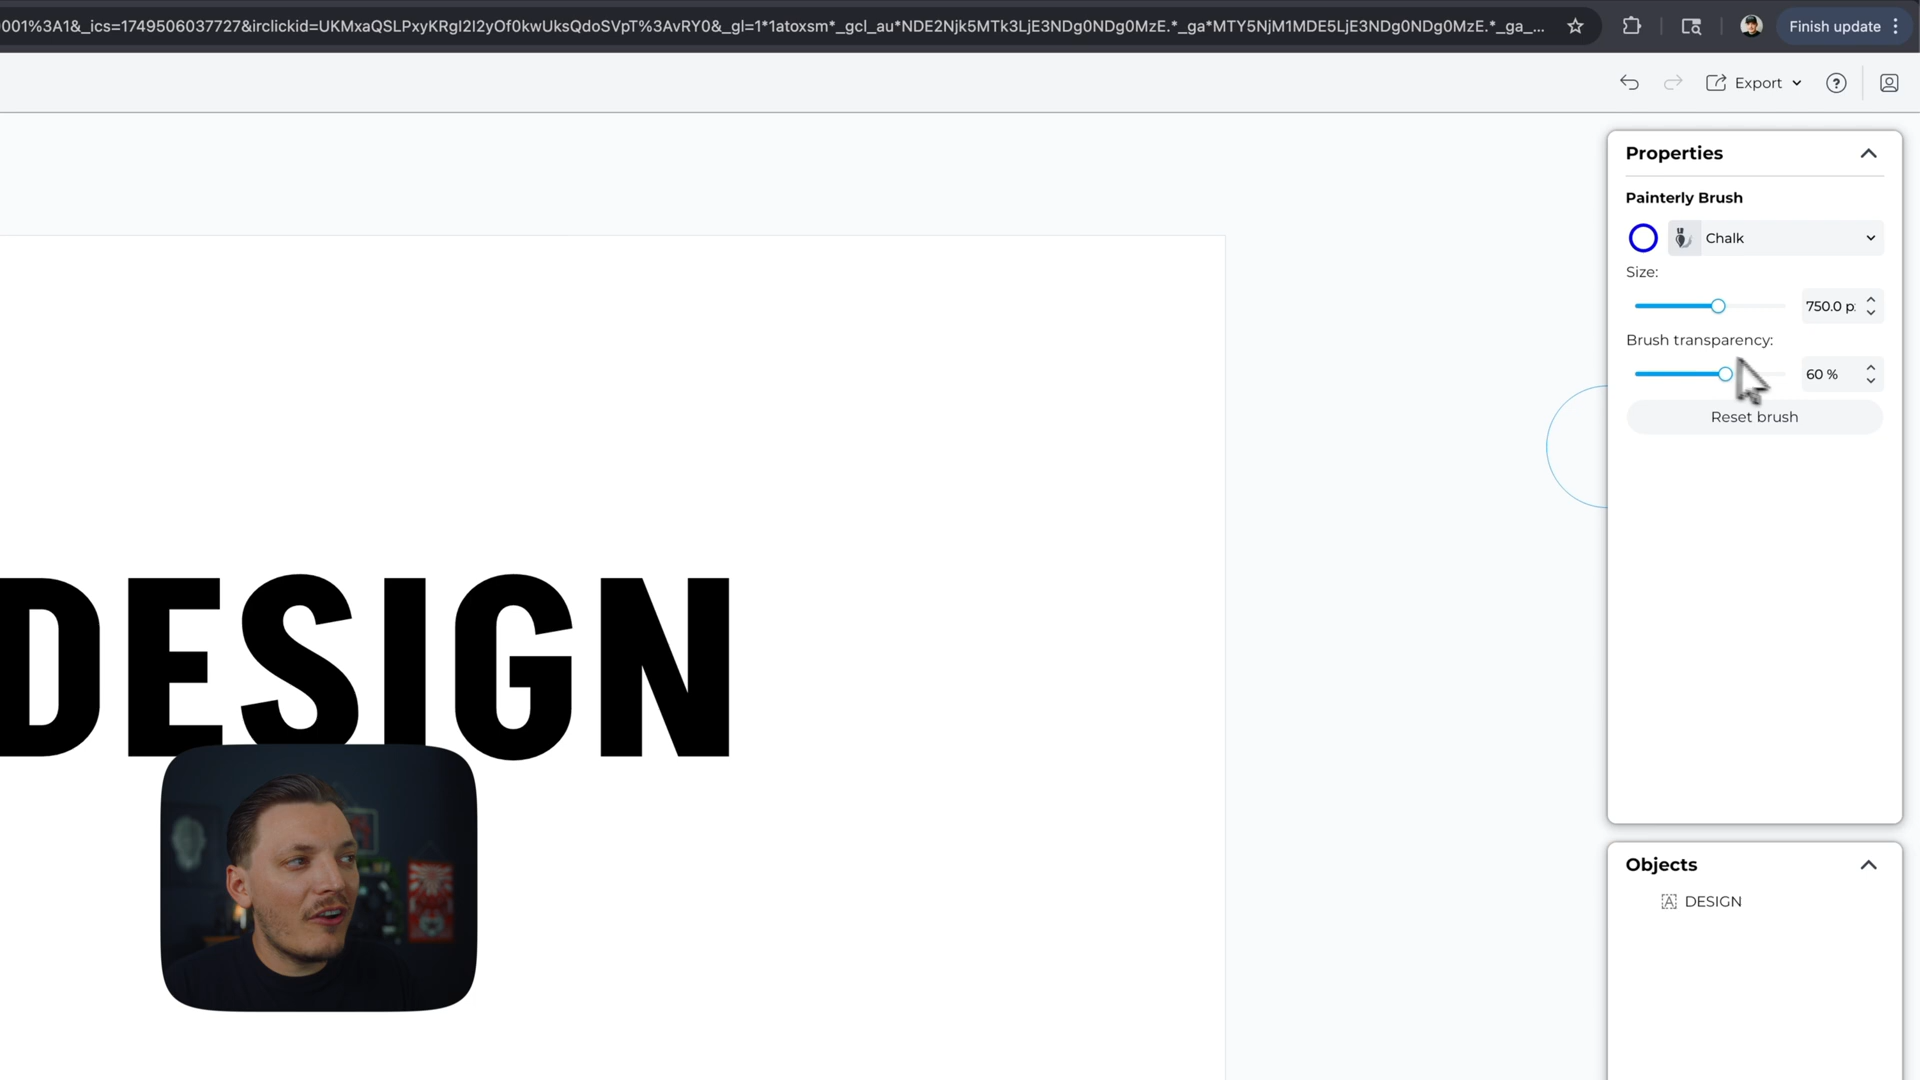 001%3A1&_ics=1749506037727&irclickid=UKMxaQSLPxyKRgI2I2yOf0kwUksQdoSVpT%3AvRY0&_gl=1*1atoxsm*_gcl_au*NDE2Njk5MTk3LjE3NDg0NDg0MzE.*_ga*MTY5NjM1MDE5LjE3NDg0NDg0MzE.*_ga_...
Finish update
Export
Properties
Painterly Brush
Chalk
Size:
750.0 p
Brush transparency:
60 %
Reset brush
DESIGN
Objects
DESIGN